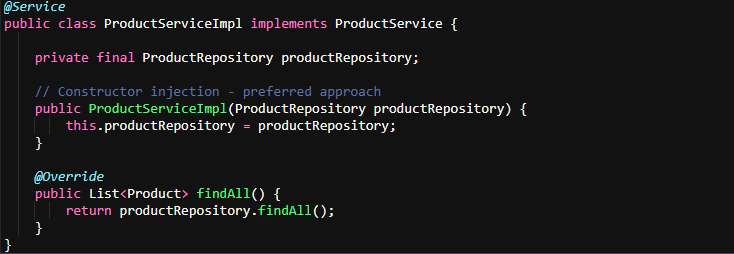 @Service
public class ProductServiceImpl implements ProductService {
private final ProductRepository productRepository;
// Constructor injection - preferred approach
public ProductServiceImpl(ProductRepository productRepository) {
this.productRepository = productRepository;
}
@Override
public List<Product> findAll() {
return productRepository.findAll();
}
}